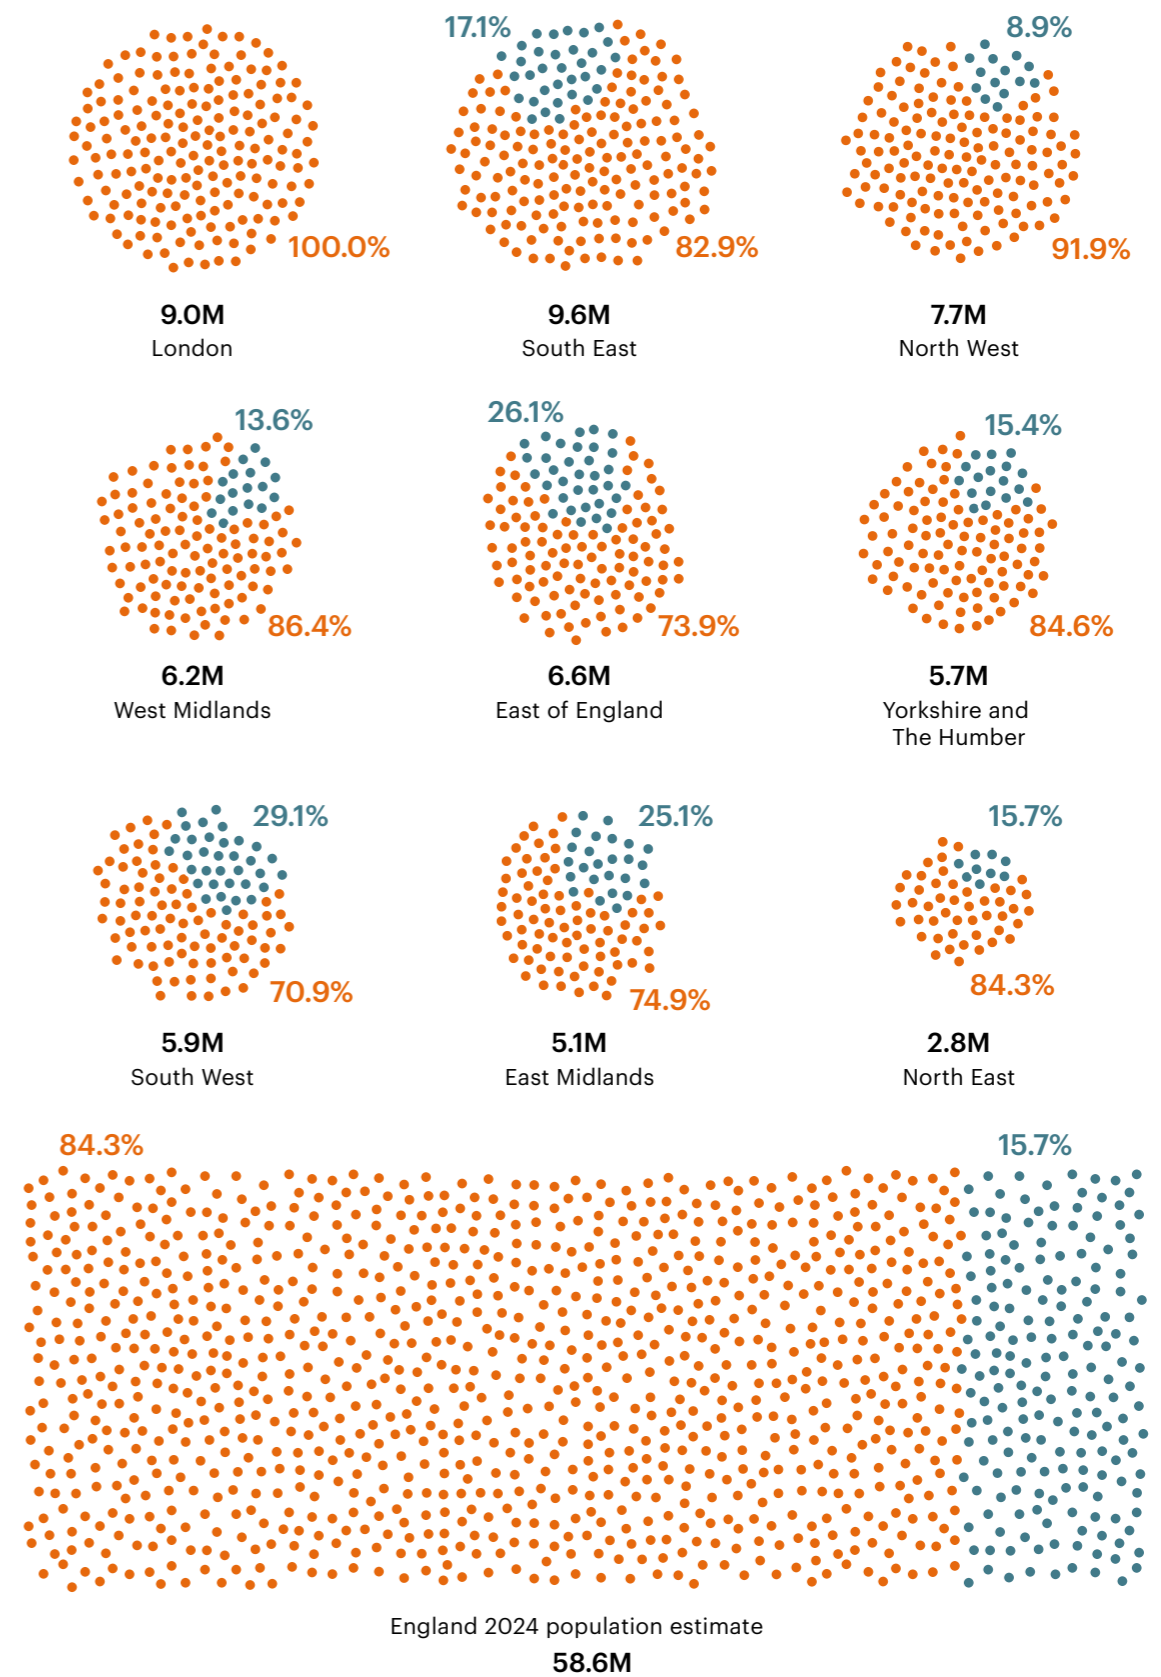 17.1%
8.9%
100.0%
82.9%
91.9%
9.0M
London
9.6M
South East
7.7M
North West
13.6%
26.1%
15.4%
86.4%
73.9%
84.6%
6.2M
West Midlands
6.6M
East of England
5.7M
Yorkshire and
The Humber
29.1%
25.1%
15.7%
70.9%
74.9%
84.3%
5.9M
South West
5.1M
East Midlands
2.8M
North East
84.3%
15.7%
England 2024 population estimate
58.6M